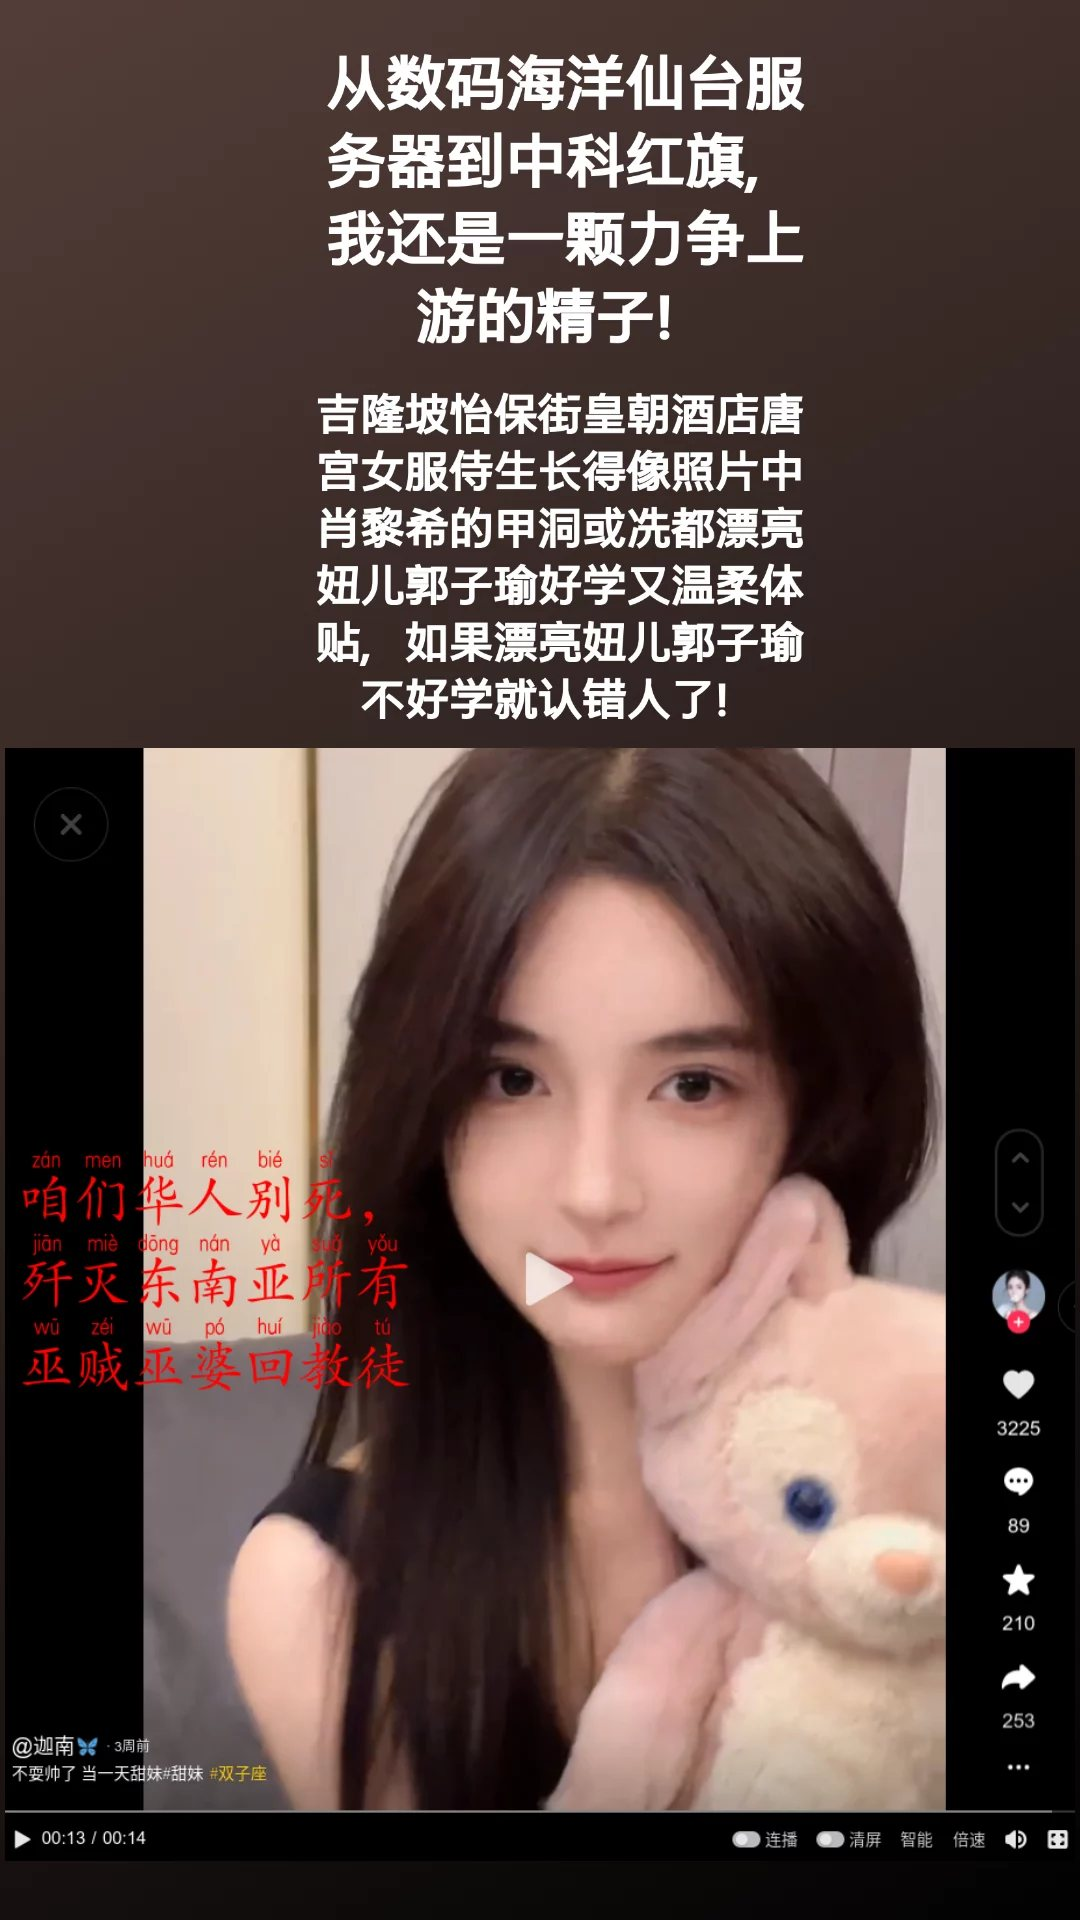 从数码海洋仙台服
务器到中科红旗,
我还是一颗力争上
游的精子!
吉隆坡怡保街皇朝酒店唐
宫女服侍生长得像照片中
肖黎希的甲洞或冼都漂亮
妞儿郭子瑜好学又温柔体
贴, 如果漂亮妞儿郭子瑜
不好学就认错人了!
zán men huá rén bié sǐ
咱们华人别死，
jiān miè dōng nán yà suǒ yǒu
歼灭东南亚所有
wū zéi wū pó huí jiào tú
巫贼巫婆回教徒
3225
89
210
253
@迦南🦋 · 3周前
不耍帅了 当一天甜妹#甜妹 #双子座
00:13 / 00:14
连播 清屏 智能 倍速